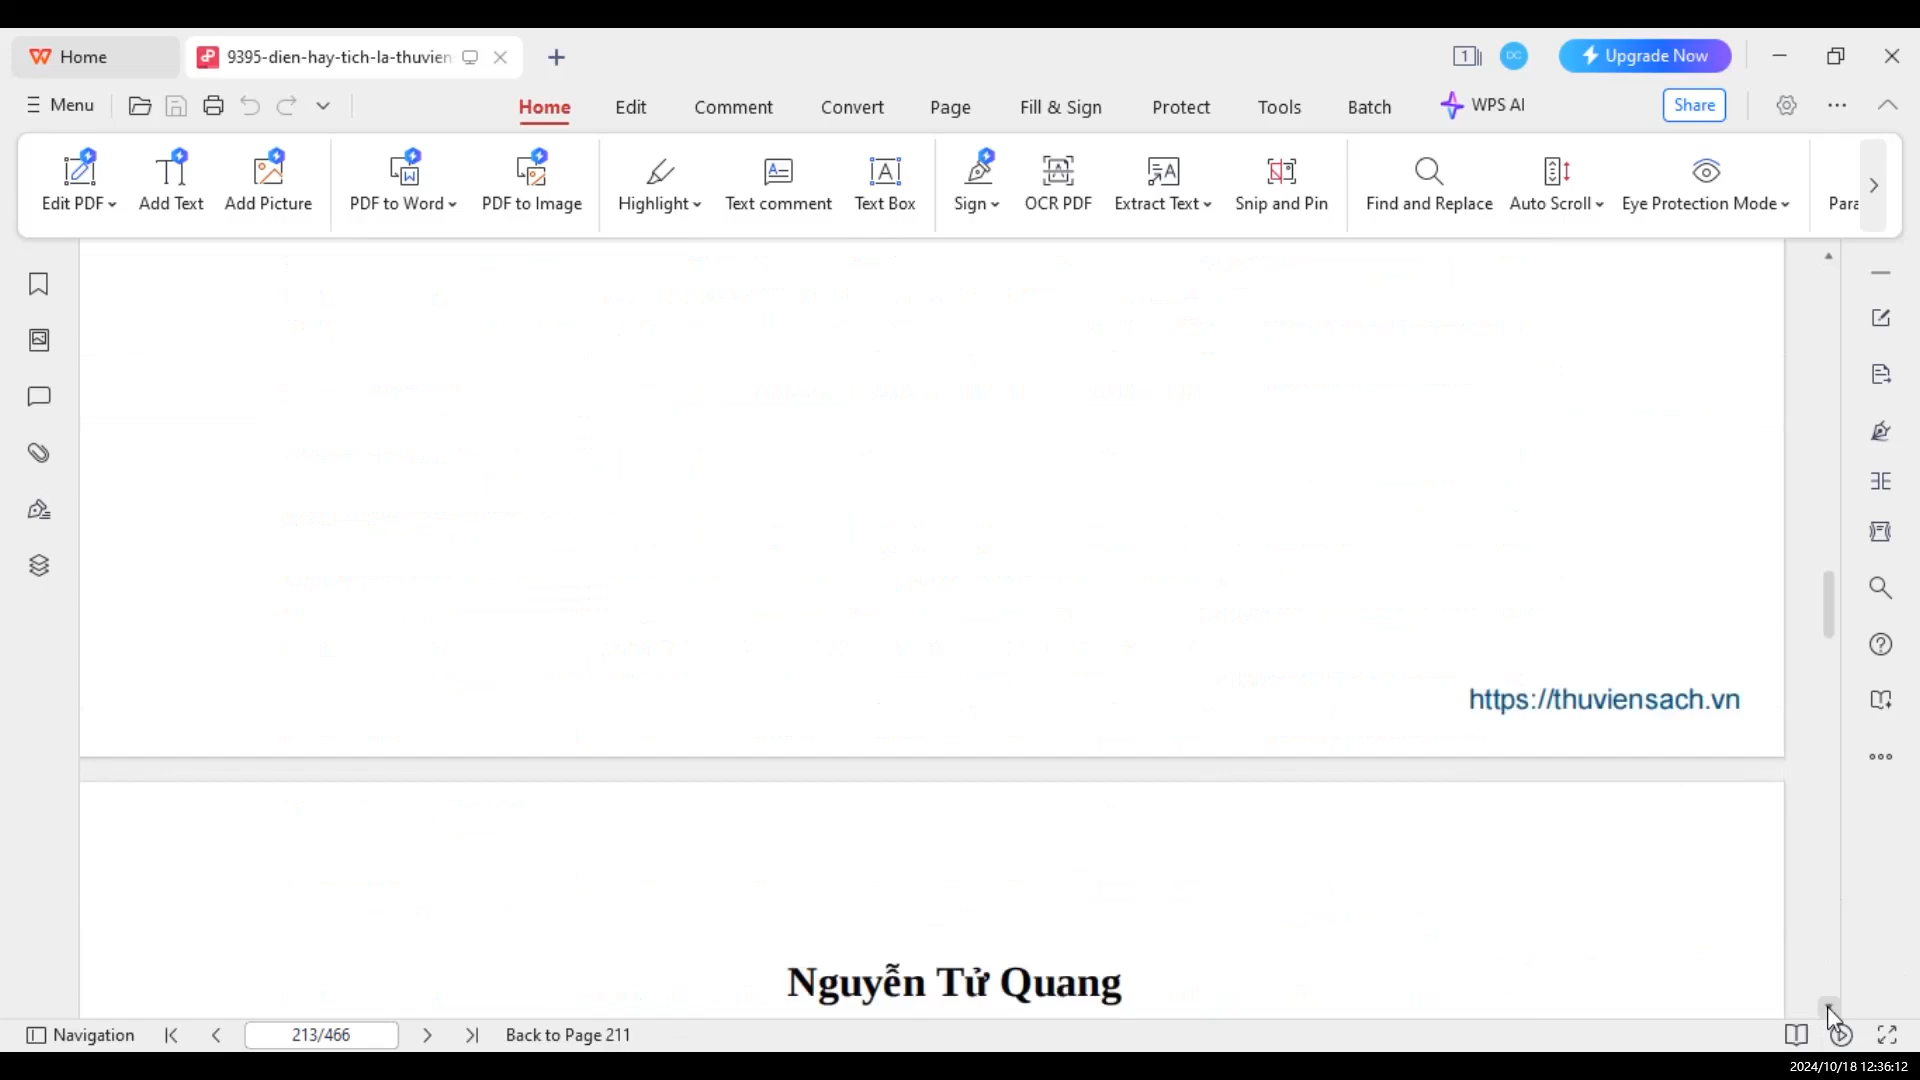 Home
9395-dien-hay-tich-la-thuvien
DC
Upgrade Now
Menu
Home
Edit
Comment
Convert
Page
Fill & Sign
Protect
Tools
Batch
WPS AI
Share
Edit PDF
Add Text
Add Picture
PDF to Word
PDF to Image
Highlight
Text comment
Text Box
Sign
OCR PDF
Extract Text
Snip and Pin
Find and Replace
Auto Scroll
Eye Protection Mode
Para
https://thuviensach.vn
Nguyễn Tử Quang
Navigation
213/466
Back to Page 211
2024/10/18 12:36:12